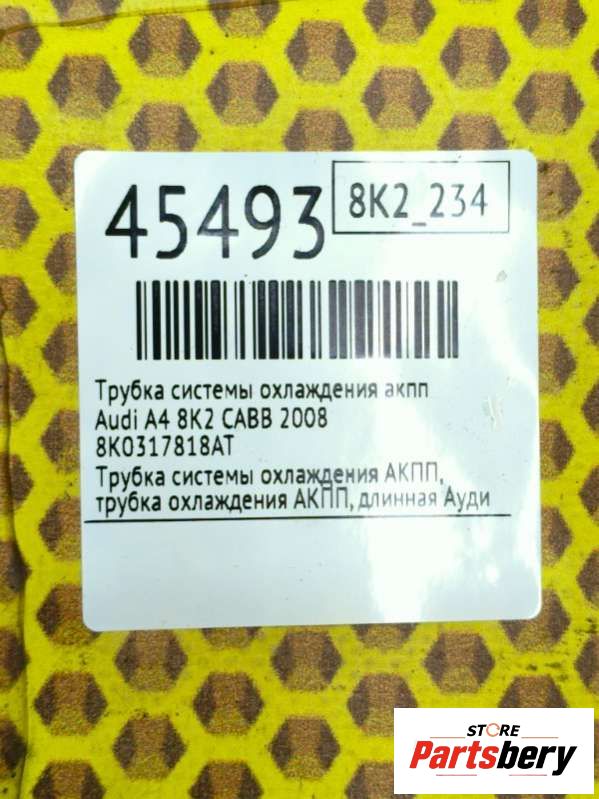 45493
8K2_234
Трубка системы охлаждения акпп
Audi A4 8K2 CABB 2008
8K0317818AT
Трубка системы охлаждения АКПП,
трубка охлаждения АКПП, длинная Ауди
STORE
Partsbery